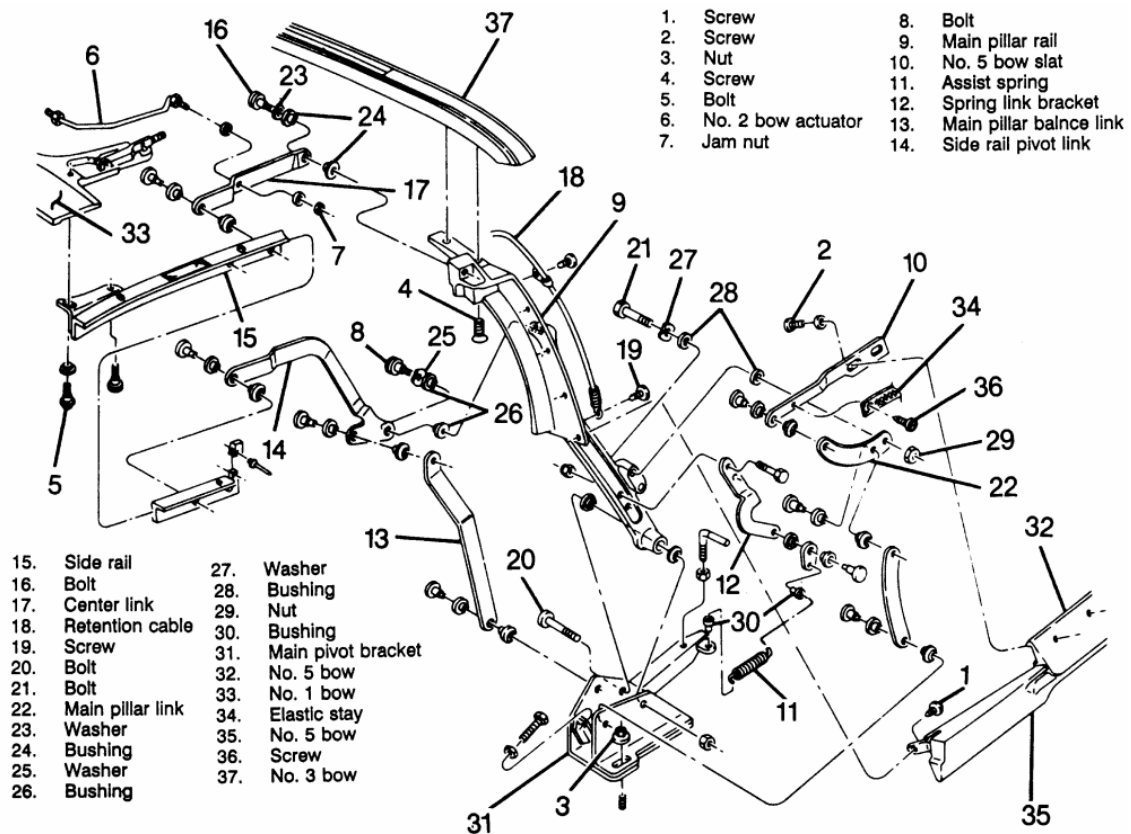 1. Screw
2. Screw
3. Nut
4. Screw
5. Bolt
6. No. 2 bow actuator
7. Jam nut
8. Bolt
9. Main pillar rail
10. No. 5 bow slat
11. Assist spring
12. Spring link bracket
13. Main pillar balnce link
14. Side rail pivot link
16
37
6
23
24
17
18
9
33
7
21
27
2
10
28
34
4
15
8
25
19
36
26
14
29
5
22
13
20
12
32
30
11
1
31
3
35
15. Side rail
16. Bolt
17. Center link
18. Retention cable
19. Screw
20. Bolt
21. Bolt
22. Main pillar link
23. Washer
24. Bushing
25. Washer
26. Bushing
27. Washer
28. Bushing
29. Nut
30. Bushing
31. Main pivot bracket
32. No. 5 bow
33. No. 1 bow
34. Elastic stay
35. No. 5 bow
36. Screw
37. No. 3 bow